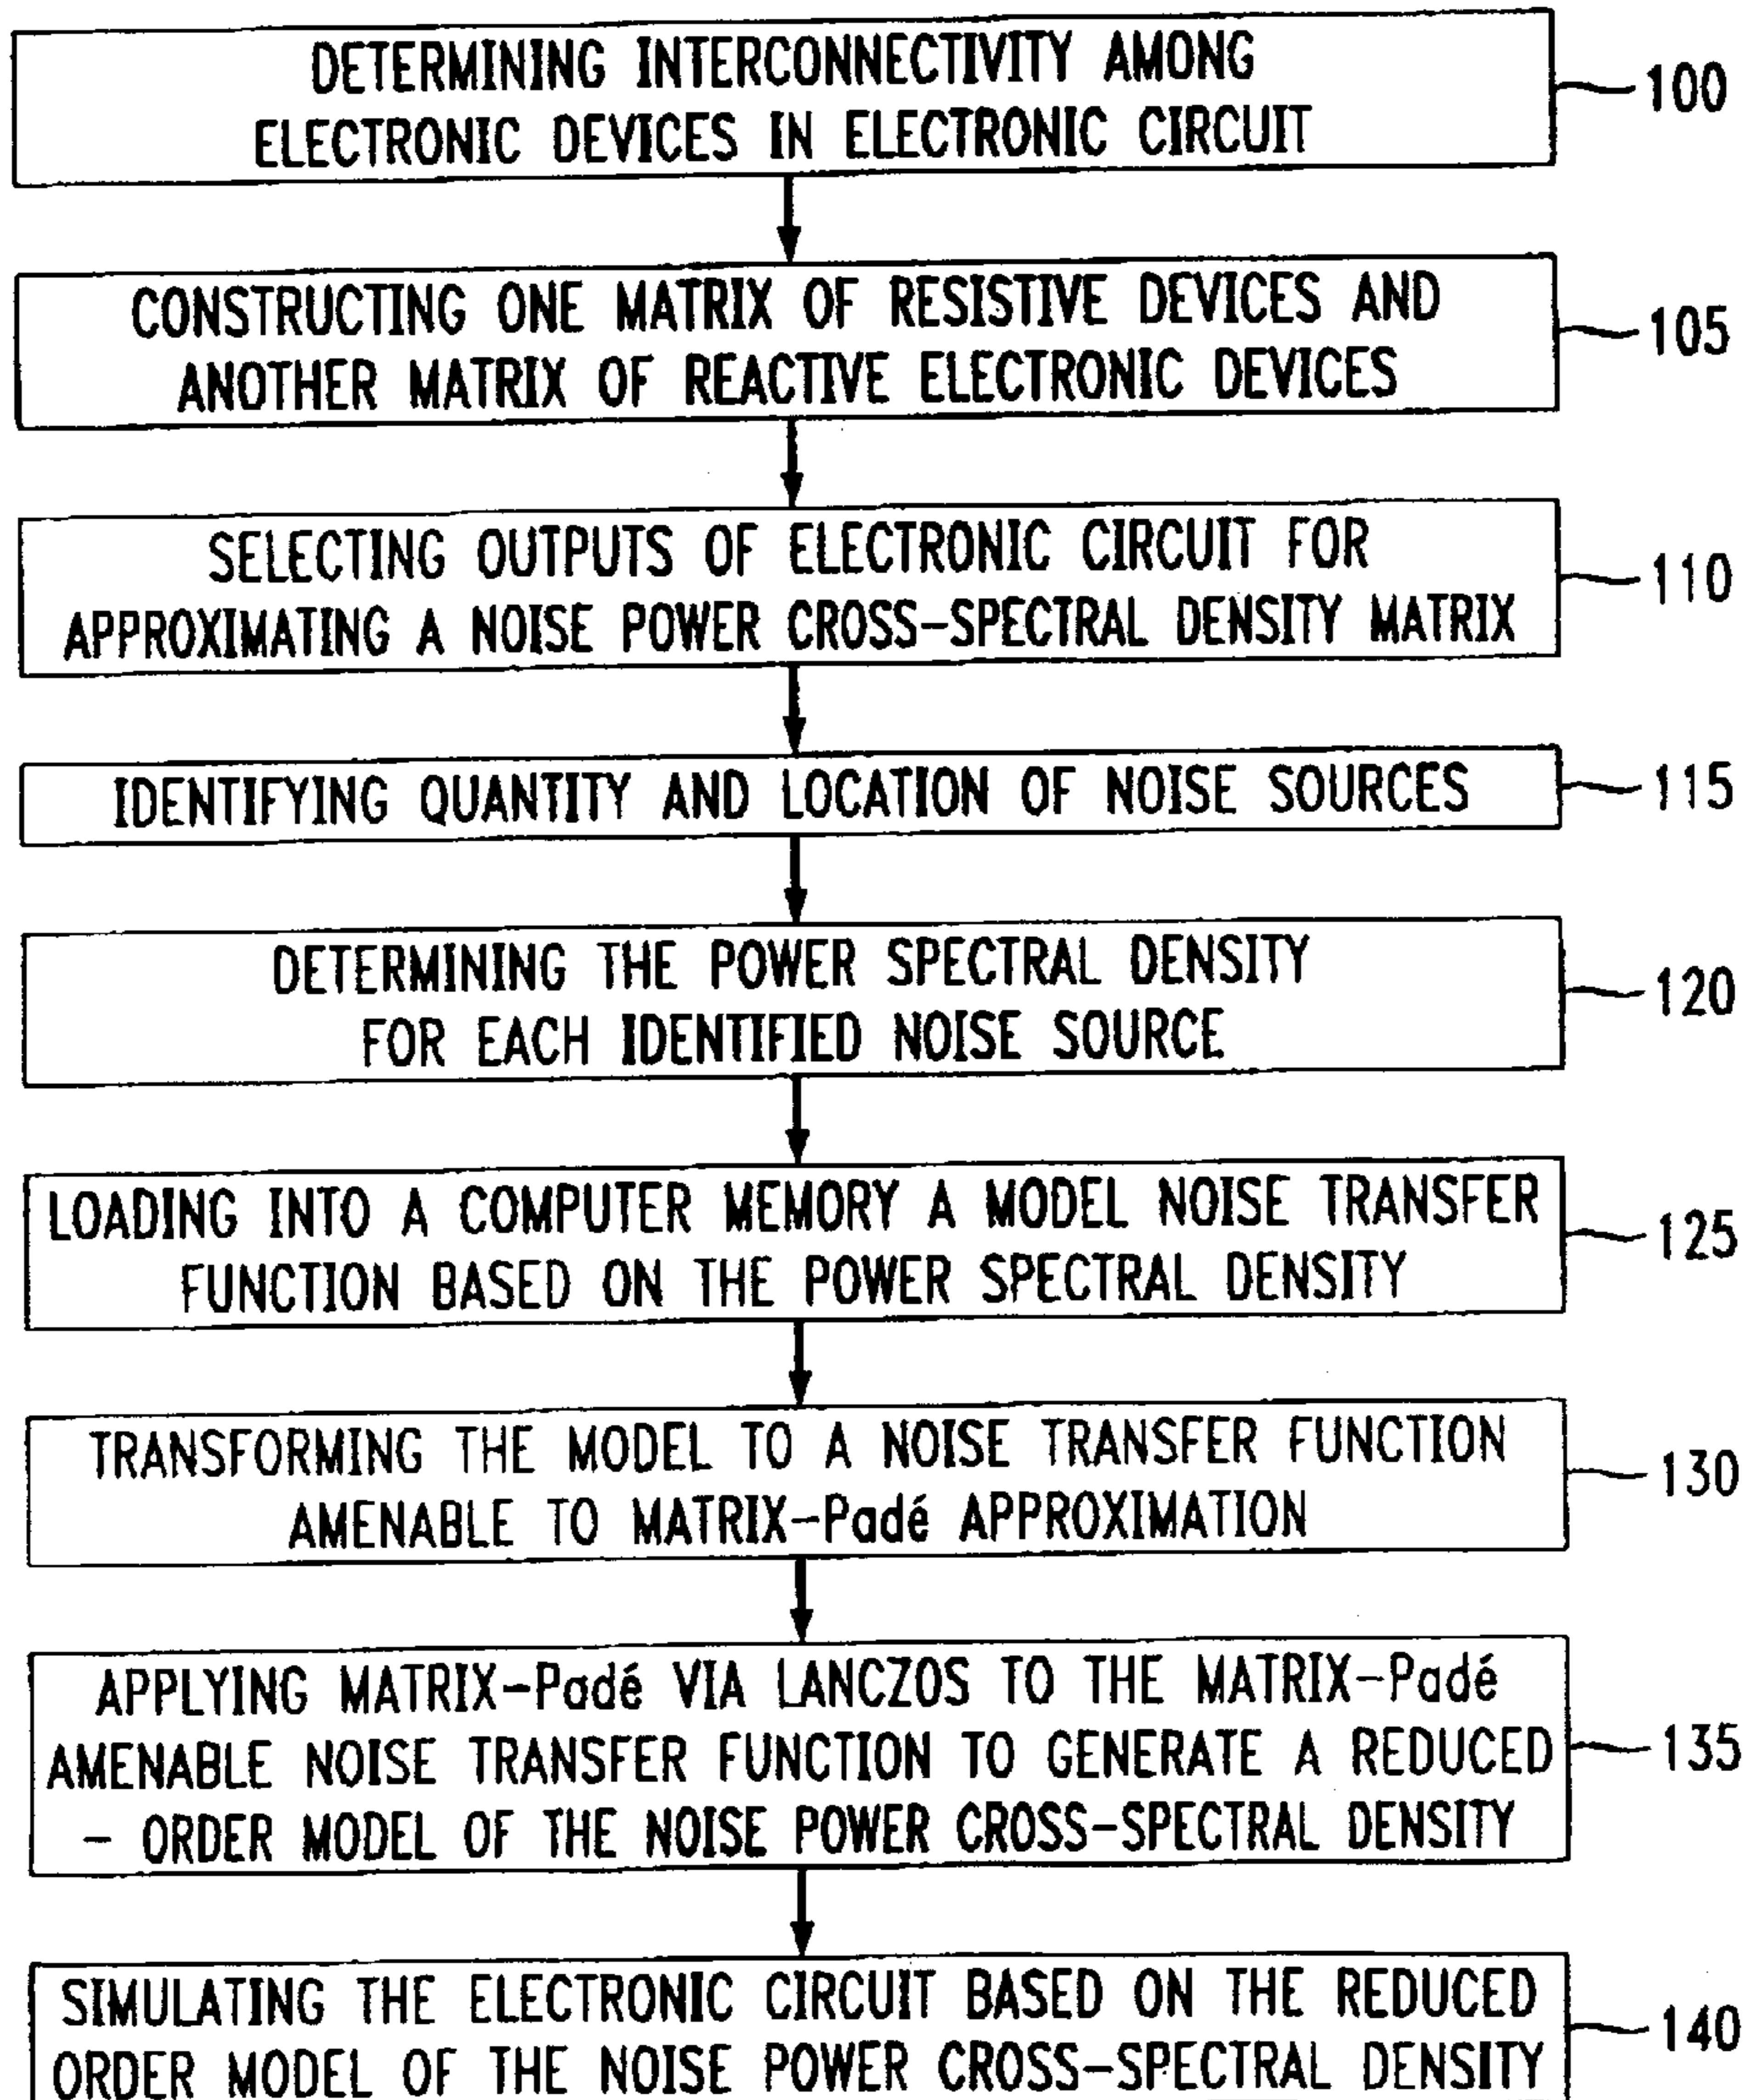 DETERMINING INTERCONNECTIVITY AMONG
ELECTRONIC DEVICES IN ELECTRONIC CIRCUIT
100
CONSTRUCTING ONE MATRIX OF RESISTIVE DEVICES AND
ANOTHER MATRIX OF REACTIVE ELECTRONIC DEVICES
105
SELECTING OUTPUTS OF ELECTRONIC CIRCUIT FOR
APPROXIMATING A NOISE POWER CROSS-SPECTRAL DENSITY MATRIX
110
IDENTIFYING QUANTITY AND LOCATION OF NOISE SOURCES
115
DETERMINING THE POWER SPECTRAL DENSITY
FOR EACH IDENTIFIED NOISE SOURCE
120
LOADING INTO A COMPUTER MEMORY A MODEL NOISE TRANSFER
FUNCTION BASED ON THE POWER SPECTRAL DENSITY
125
TRANSFORMING THE MODEL TO A NOISE TRANSFER FUNCTION
AMENABLE TO MATRIX-Padé APPROXIMATION
130
APPLYING MATRIX-Padé VIA LANCZOS TO THE MATRIX-Padé
AMENABLE NOISE TRANSFER FUNCTION TO GENERATE A REDUCED
- ORDER MODEL OF THE NOISE POWER CROSS-SPECTRAL DENSITY
135
SIMULATING THE ELECTRONIC CIRCUIT BASED ON THE REDUCED
ORDER MODEL OF THE NOISE POWER CROSS-SPECTRAL DENSITY
140